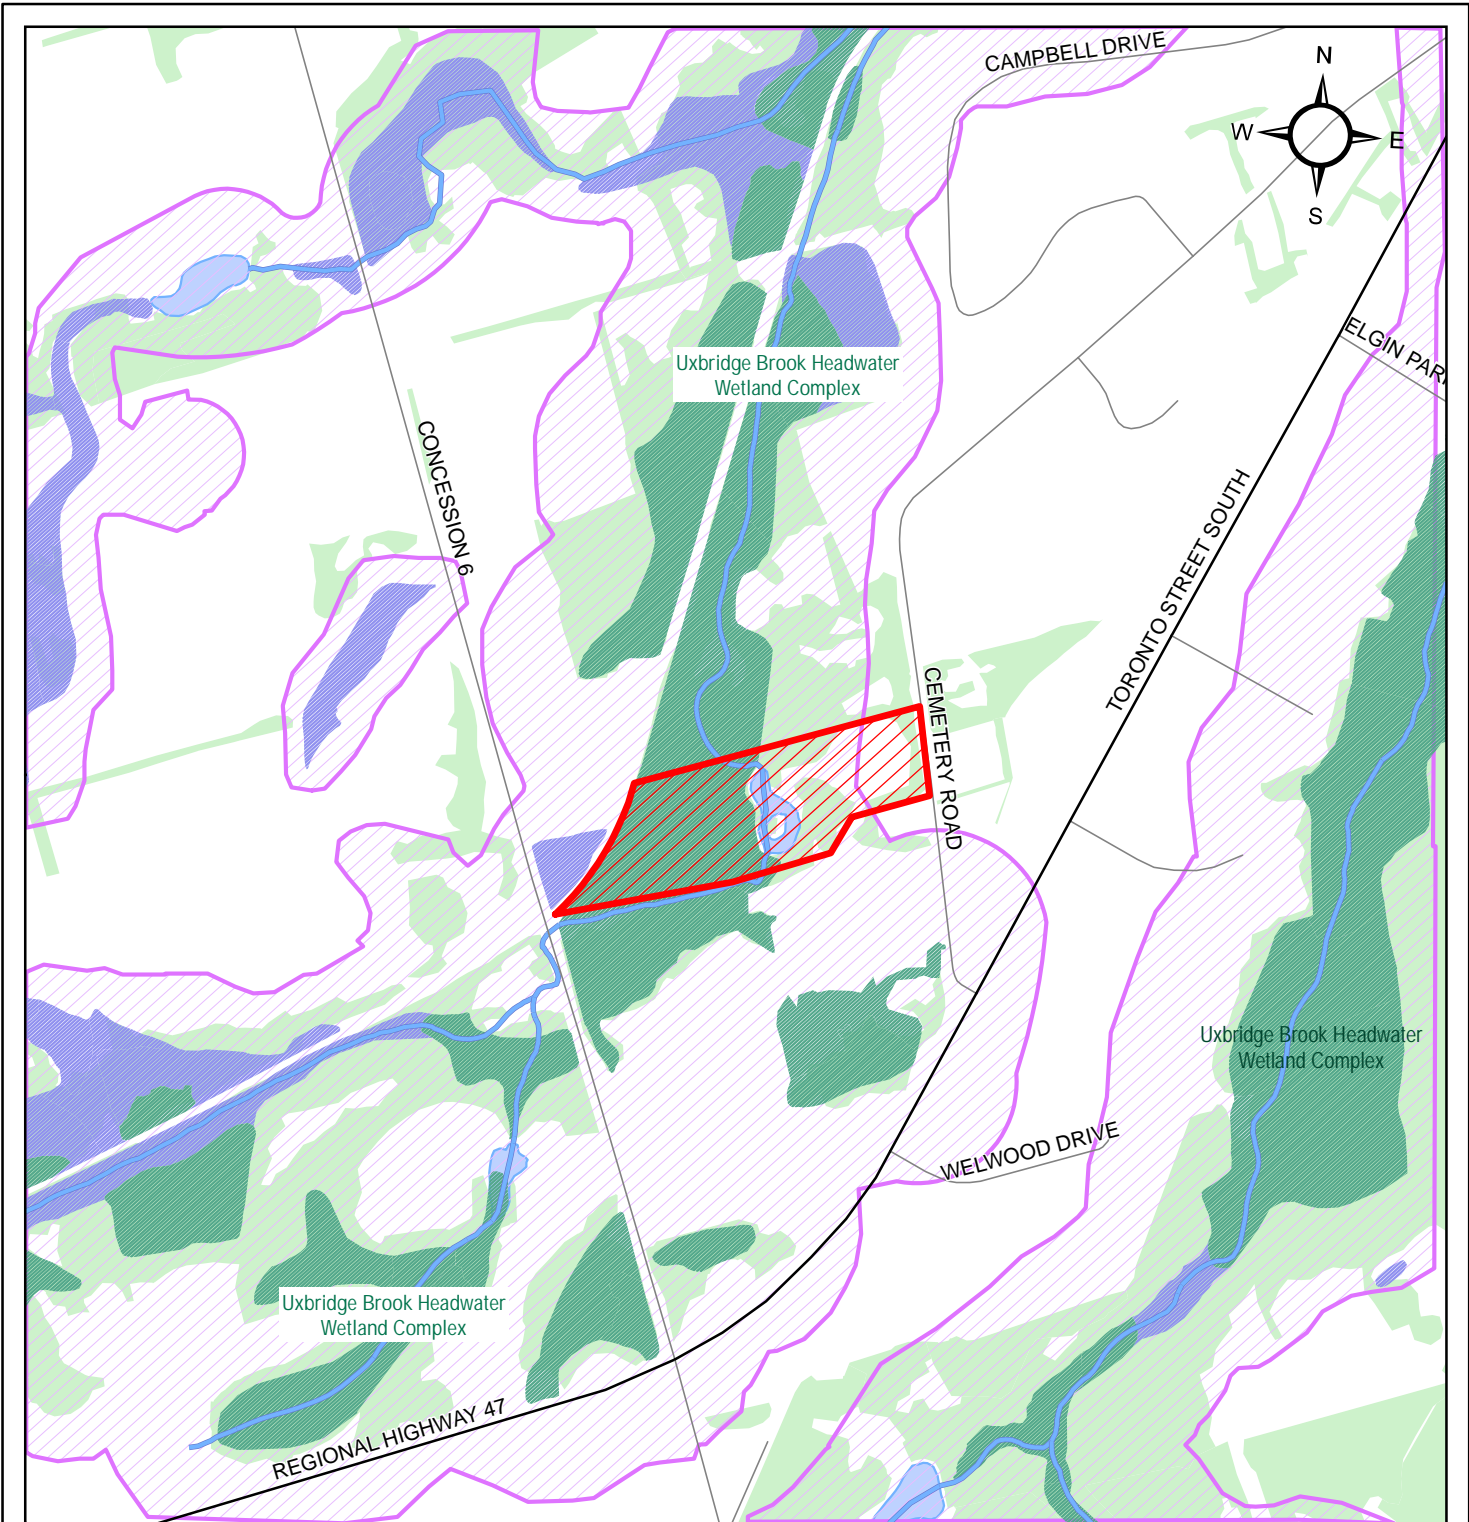 CAMPBELL DRIVE
N
W
E
S
ELGIN PAR
Uxbridge Brook Headwater
Wetland Complex
CONCESSION 6
TORONTO STREET SOUTH
CEMETERY ROAD
Uxbridge Brook Headwater
Wetland Complex
WELWOOD DRIVE
Uxbridge Brook Headwater
Wetland Complex
REGIONAL HIGHWAY 47